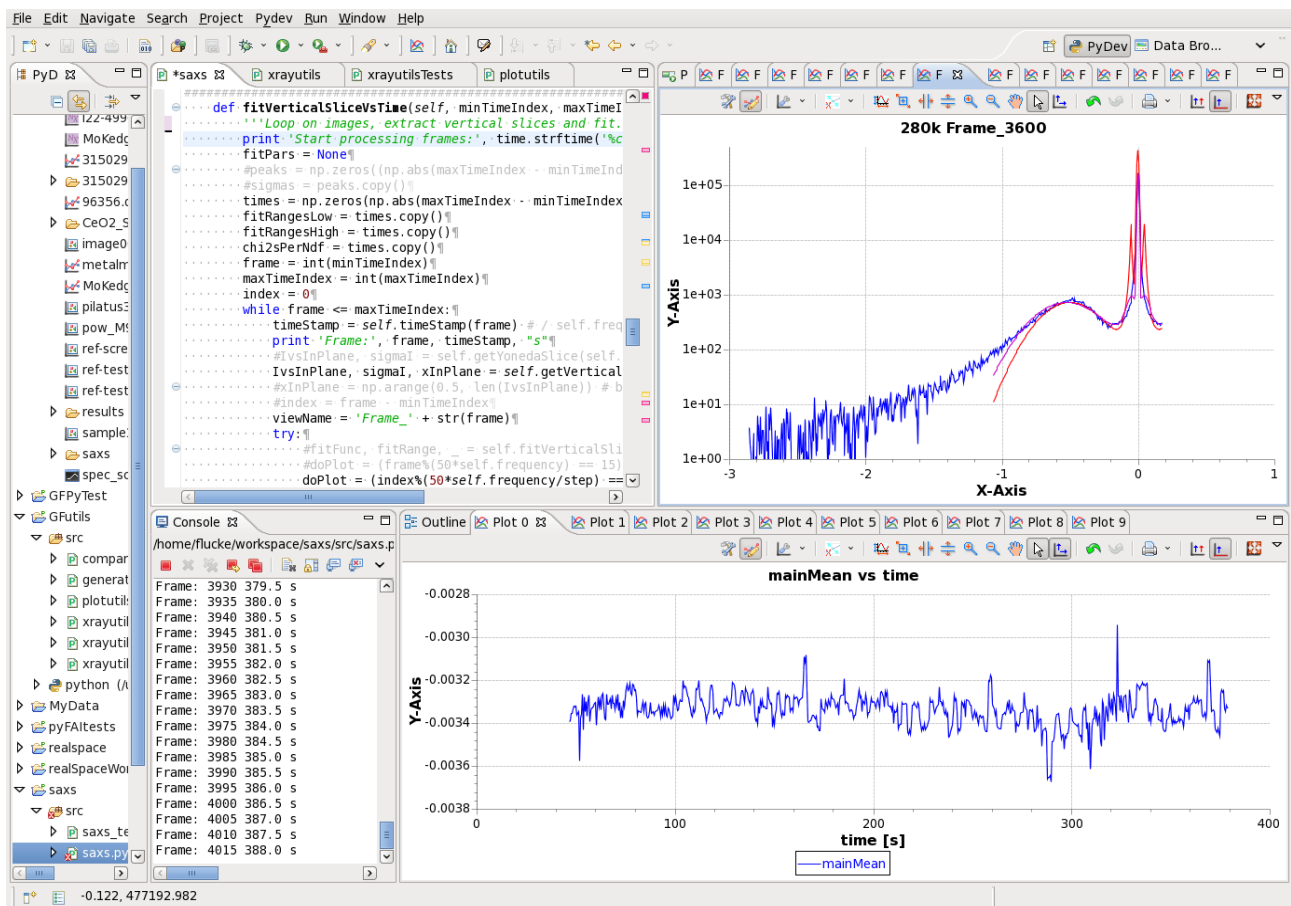 File Edit Navigate Search Project Pydev Run Window Help
PyDev Data Bro...
PyD
*saxs xrayutils xrayutilsTests plotutils
P F F F F F F F F F F F F F
i22-499
MoKedg
315029
315029
96356.
CeO2_S
image0
metalm
MoKedg
pilatus3
pow_M9
ref-scre
ref-test
ref-test
results
sample
saxs
spec_sc
GFPyTest
GFutils
src
compar
generat
plotutil
xrayutil
xrayutil
xrayutil
python (/u
MyData
pyFAItests
realspace
realSpaceWo
saxs
src
saxs_te
saxs.py
################################################
def fitVerticalSliceVsTime(self, minTimeIndex, maxTimeI
'''Loop on images, extract vertical slices and fit.
print 'Start processing frames:', time.strftime('%c
fitPars = None¶
#peaks = np.zeros((np.abs(maxTimeIndex - minTimeInd
#sigmas = peaks.copy()¶
times = np.zeros(np.abs(maxTimeIndex - minTimeIndex
fitRangesLow = times.copy()¶
fitRangesHigh = times.copy()¶
chi2sPerNdf = times.copy()¶
frame = int(minTimeIndex)¶
maxTimeIndex = int(maxTimeIndex)¶
index = 0¶
while frame <= maxTimeIndex:¶
timeStamp = self.timeStamp(frame) # / self.freq
print 'Frame:', frame, timeStamp, "s"¶
#IvsInPlane, sigmaI = self.getYonedaSlice(self.
IvsInPlane, sigmaI, xInPlane = self.getVertical
#xInPlane = np.arange(0.5, len(IvsInPlane)) # b
#index = frame - minTimeIndex¶
viewName = 'Frame_' + str(frame)¶
try:¶
#fitFunc, fitRange, _ = self.fitVerticalSli
#doPlot = (frame%(50*self.frequency) == 15)
doPlot = (index%(50*self.frequency/step) ==
280k Frame_3600
Y-Axis
1e+05
1e+04
1e+03
1e+02
1e+01
1e+00
-3 -2 -1 0 1
X-Axis
Console
/home/flucke/workspace/saxs/src/saxs.p
Frame: 3930 379.5 s
Frame: 3935 380.0 s
Frame: 3940 380.5 s
Frame: 3945 381.0 s
Frame: 3950 381.5 s
Frame: 3955 382.0 s
Frame: 3960 382.5 s
Frame: 3965 383.0 s
Frame: 3970 383.5 s
Frame: 3975 384.0 s
Frame: 3980 384.5 s
Frame: 3985 385.0 s
Frame: 3990 385.5 s
Frame: 3995 386.0 s
Frame: 4000 386.5 s
Frame: 4005 387.0 s
Frame: 4010 387.5 s
Frame: 4015 388.0 s
Outline Plot 0 Plot 1 Plot 2 Plot 3 Plot 4 Plot 5 Plot 6 Plot 7 Plot 8 Plot 9
mainMean vs time
Y-Axis
-0.0028
-0.0030
-0.0032
-0.0034
-0.0036
-0.0038
0 100 200 300 400
time [s]
mainMean
-0.122, 477192.982